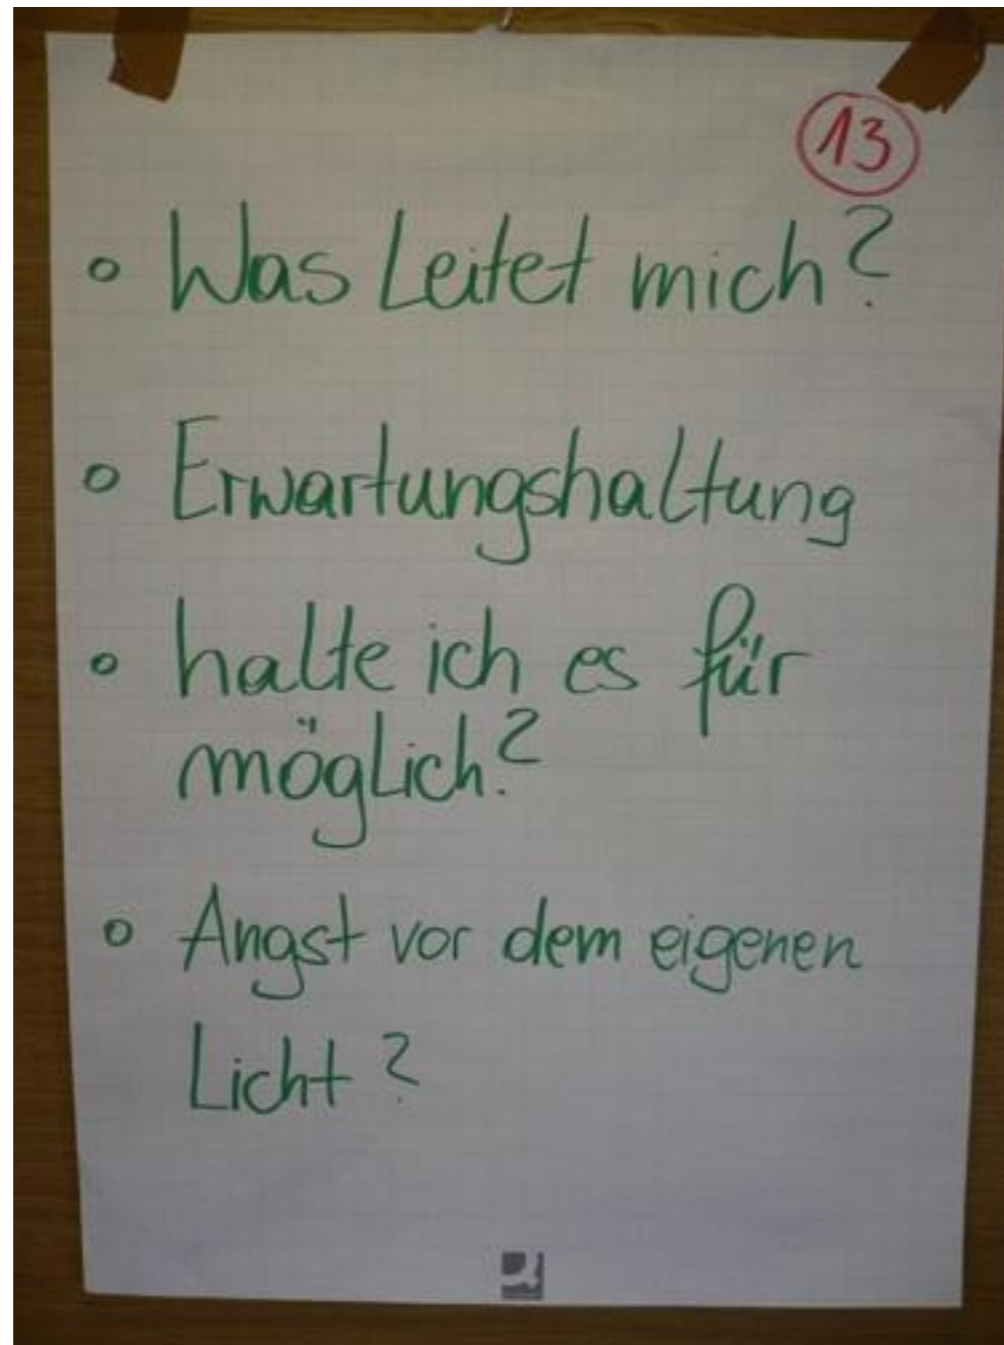 13
• Was Leitet mich?
• Erwartungshaltung
• halte ich es für
möglich?
• Angst vor dem eigenen
Licht?